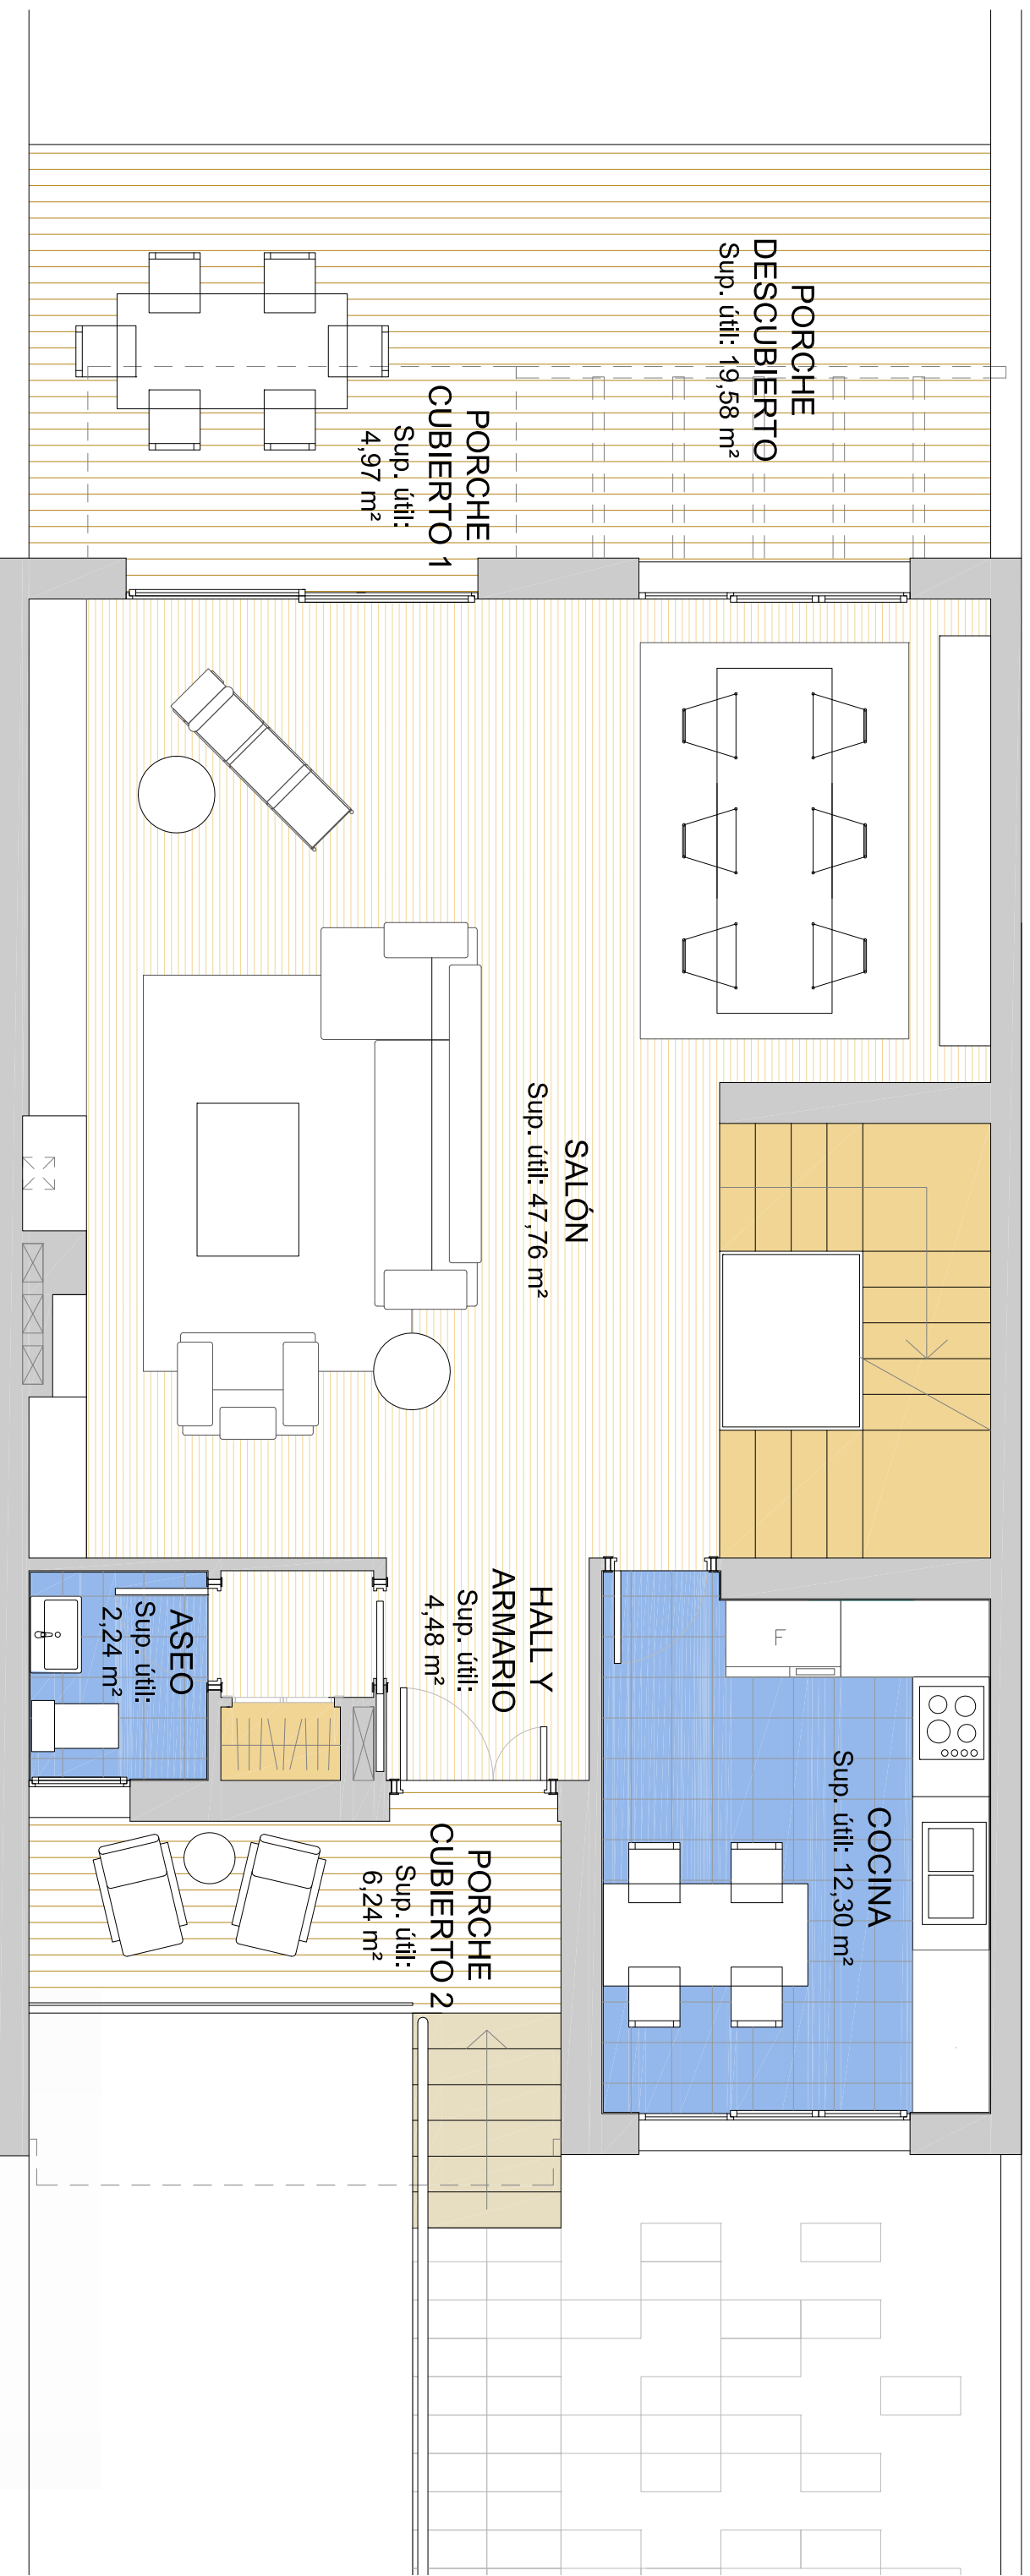 PORCHE
DESCUBIERTO
Sup. útil: 19,58 m²
PORCHE
CUBIERTO 1
Sup. útil:
4,97 m²
SALÓN
Sup. útil: 47,76 m²
HALL Y
ARMARIO
Sup. útil:
4,48 m²
ASEO
Sup. útil:
2,24 m²
F
COCINA
Sup. útil: 12,30 m²
PORCHE
CUBIERTO 2
Sup. útil:
6,24 m²